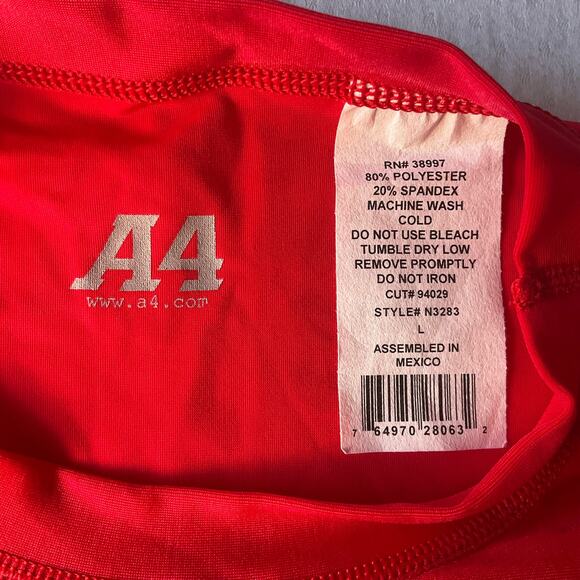 A4
www.a4.com
RN# 38997
80% POLYESTER
20% SPANDEX
MACHINE WASH
COLD
DO NOT USE BLEACH
TUMBLE DRY LOW
REMOVE PROMPTLY
DO NOT IRON
CUT# 94029
STYLE# N3283
L
ASSEMBLED IN
MEXICO
7 64970 28063 2